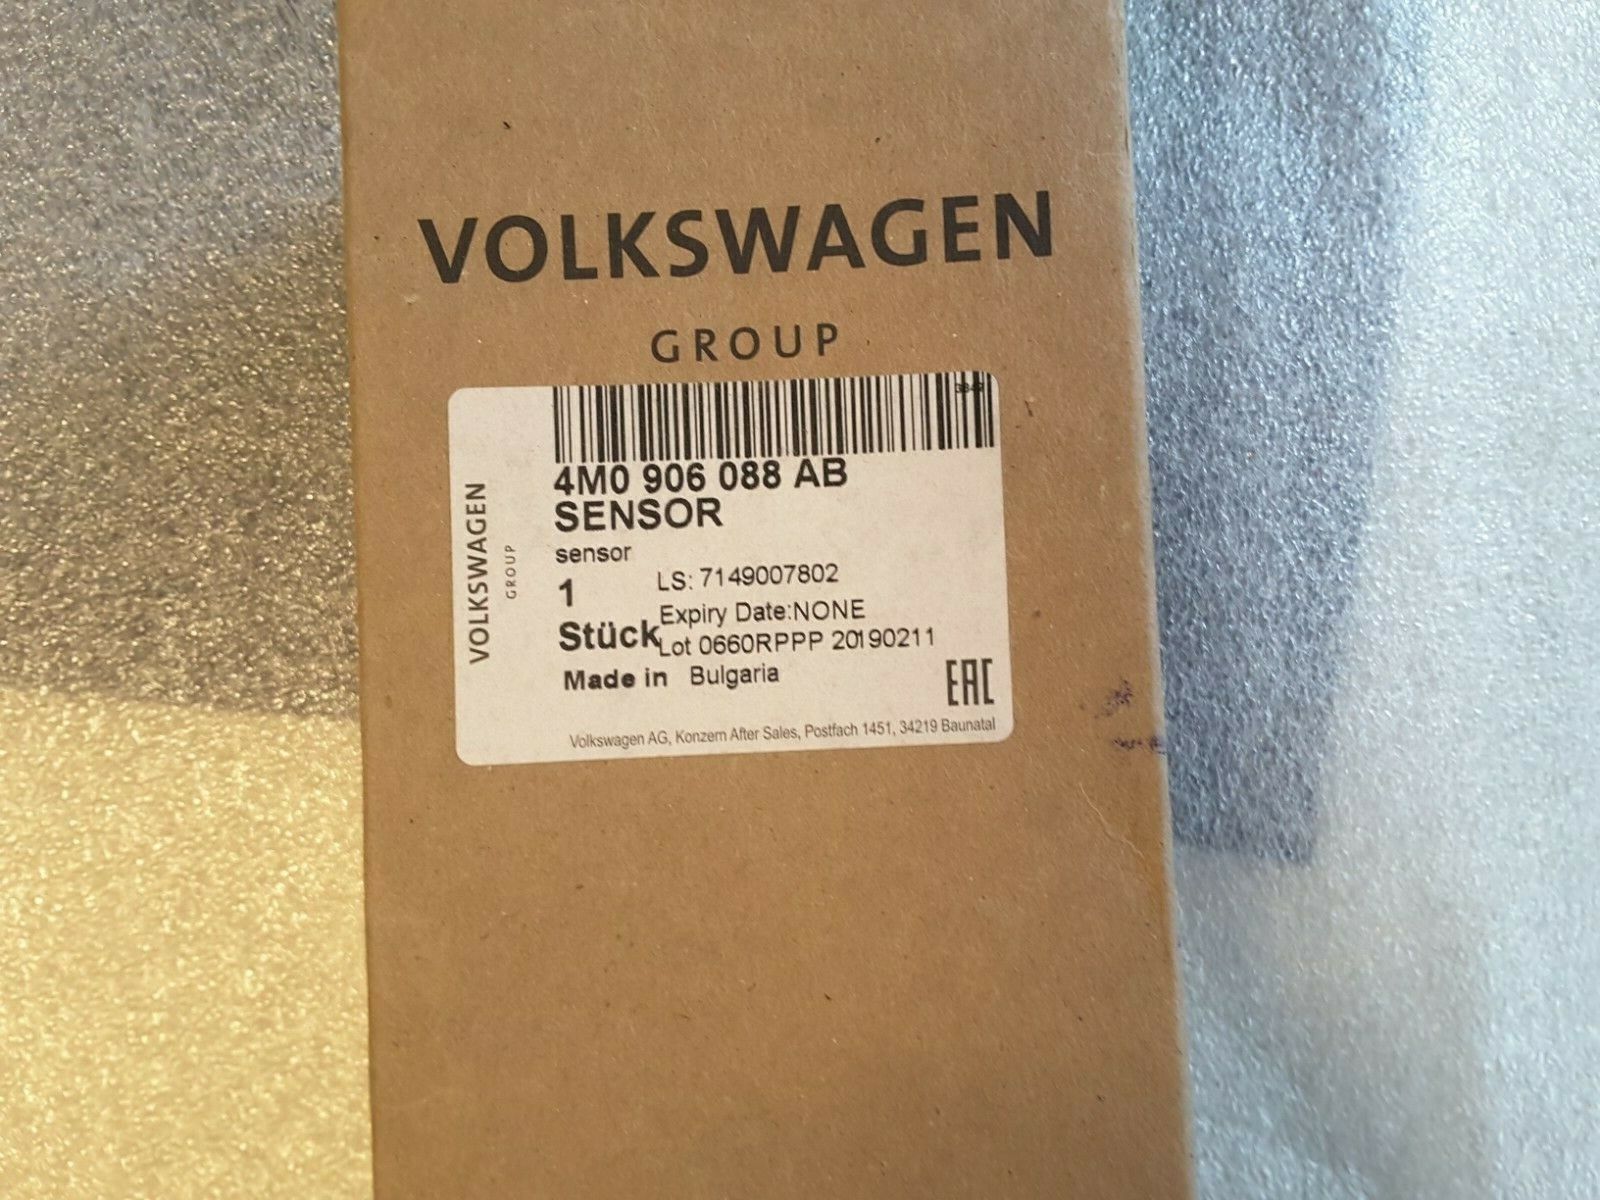 VOLKSWAGEN
GROUP
4M0 906 088 AB
SENSOR
sensor
1 LS: 7149007802
Expiry Date:NONE
Stück Lot 0660RPPP 20190211
Made in Bulgaria
EAC
Volkswagen AG, Konzern After Sales, Postfach 1451, 34219 Baunatal
VOLKSWAGEN
GROUP